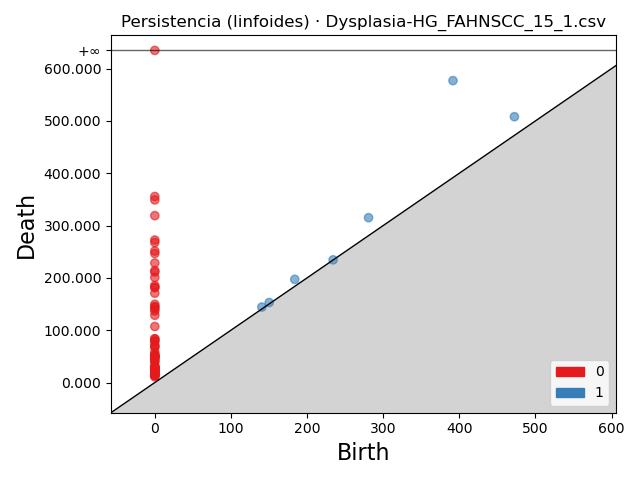 Persistencia (linfoides) · Dysplasia-HG_FAHNSCC_15_1.csv
+∞
600.000
500.000
400.000
300.000
200.000
100.000
0.000
Death
0
1
0 100 200 300 400 500 600
Birth